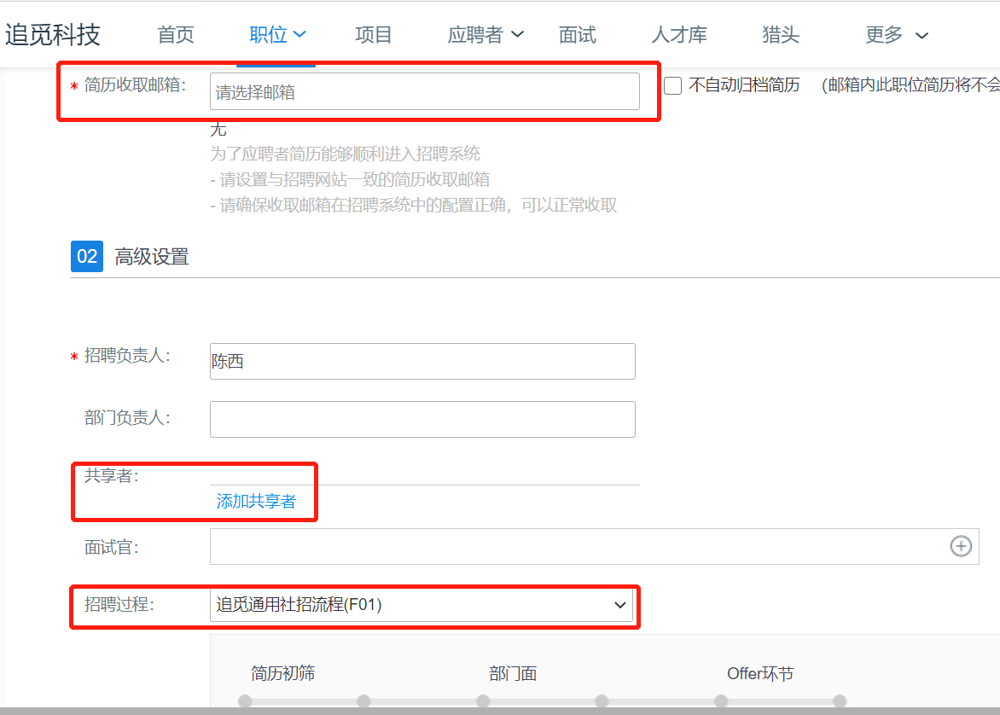 追觅科技 首页 职位 项目 应聘者 面试 人才库 猎头 更多
* 简历收取邮箱： 请选择邮箱 不自动归档简历 （邮箱内此职位简历将不会
无
为了应聘者简历能够顺利进入招聘系统
- 请设置与招聘网站一致的简历收取邮箱
- 请确保收取邮箱在招聘系统中的配置正确，可以正常收取
02 高级设置
* 招聘负责人： 陈西
部门负责人：
共享者：
添加共享者
面试官：
招聘过程： 追觅通用社招流程(F01)
简历初筛 部门面 Offer环节